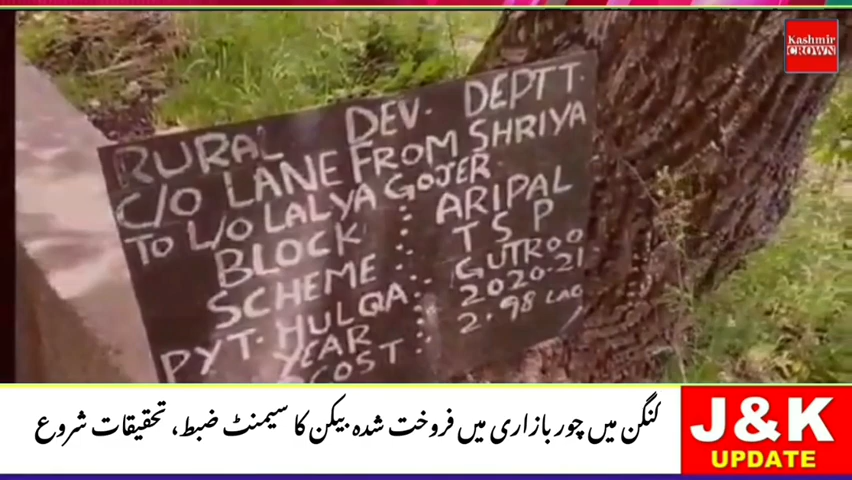 Kashmir
CROWN
RURAL DEV. DEPTT.
C/O LANE FROM SHRIYA
TO L/O LALYA GOJER
BLOCK : ARIPAL
SCHEME : T S P
PYT. HULQA : GUTROO
YEAR : 2020-21
COST : 2.98 LAC
کنگن میں چور بازاری میں فروخت شدہ بیکن کا سیمنٹ ضبط، تحقیقات شروع
J&K
UPDATE